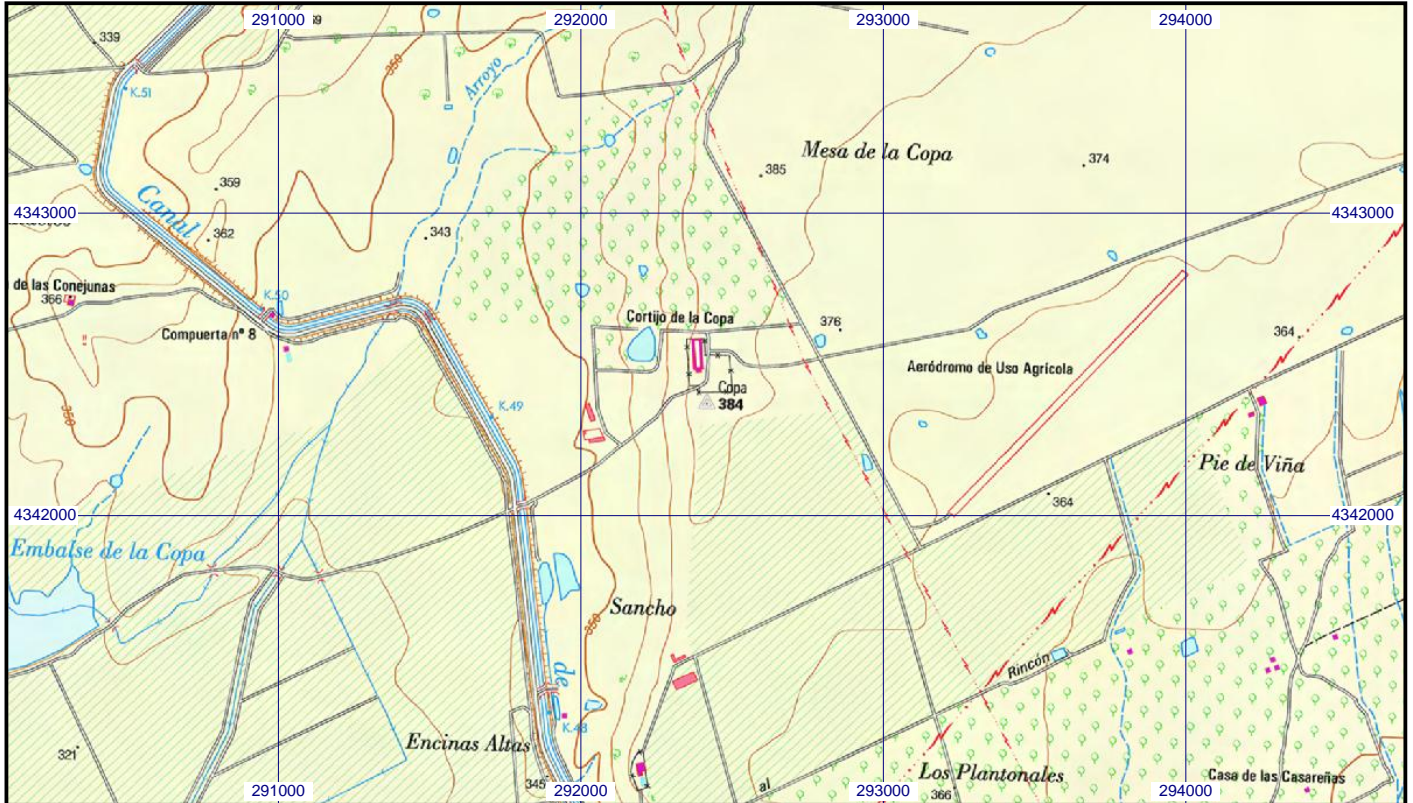 291000
292000
293000
294000
339
350
Arroyo
K.51
Mesa de la Copa
374
385
359
Canal
4343000
4343000
362
343
de las Conejunas
366
K.50
Compuerta nº 8
Cortijo de la Copa
376
364
Aeródromo de Uso Agrícola
Copa
384
K.49
350
Pie de Viña
364
4342000
4342000
Embalse de la Copa
Sancho
350
Rincón
de
K.48
Encinas Altas
321
345
al
Los Plantonales
366
Casa de las Casareñas
291000
292000
293000
294000